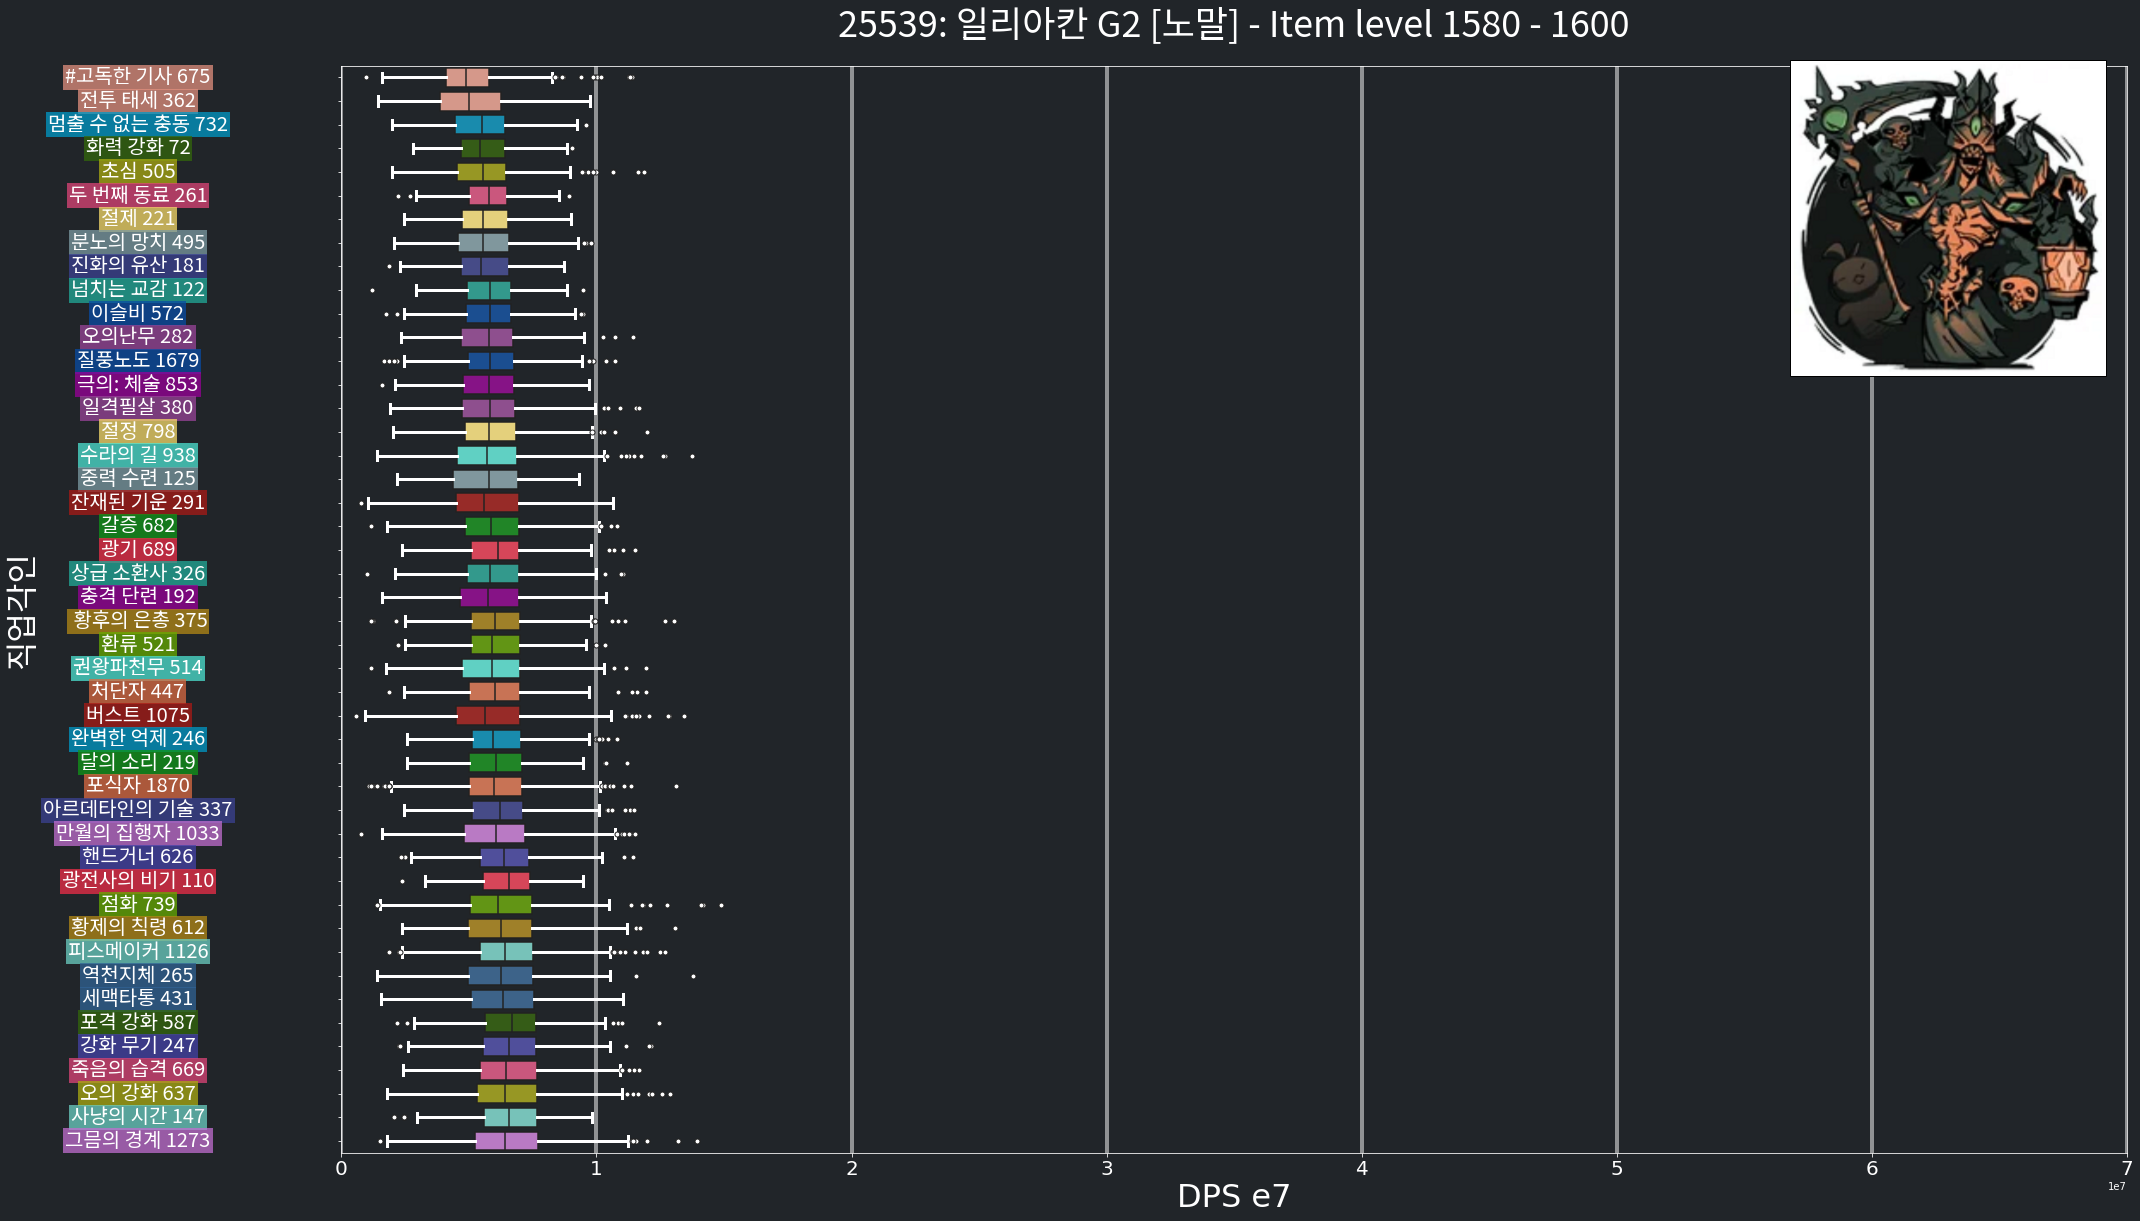 25539: 일리아칸 G2 [노말] - Item level 1580 - 1600
직업각인
#고독한 기사 675
전투 태세 362
멈출 수 없는 충동 732
화력 강화 72
초심 505
두 번째 동료 261
절제 221
분노의 망치 495
진화의 유산 181
넘치는 교감 122
이슬비 572
오의난무 282
질풍노도 1679
극의: 체술 853
일격필살 380
절정 798
수라의 길 938
중력 수련 125
잔재된 기운 291
갈증 682
광기 689
상급 소환사 326
충격 단련 192
황후의 은총 375
환류 521
권왕파천무 514
처단자 447
버스트 1075
완벽한 억제 246
달의 소리 219
포식자 1870
아르데타인의 기술 337
만월의 집행자 1033
핸드거너 626
광전사의 비기 110
점화 739
황제의 칙령 612
피스메이커 1126
역천지체 265
세맥타통 431
포격 강화 587
강화 무기 247
죽음의 습격 669
오의 강화 637
사냥의 시간 147
그믐의 경계 1273
0 1 2 3 4 5 6 7
1e7
DPS e7